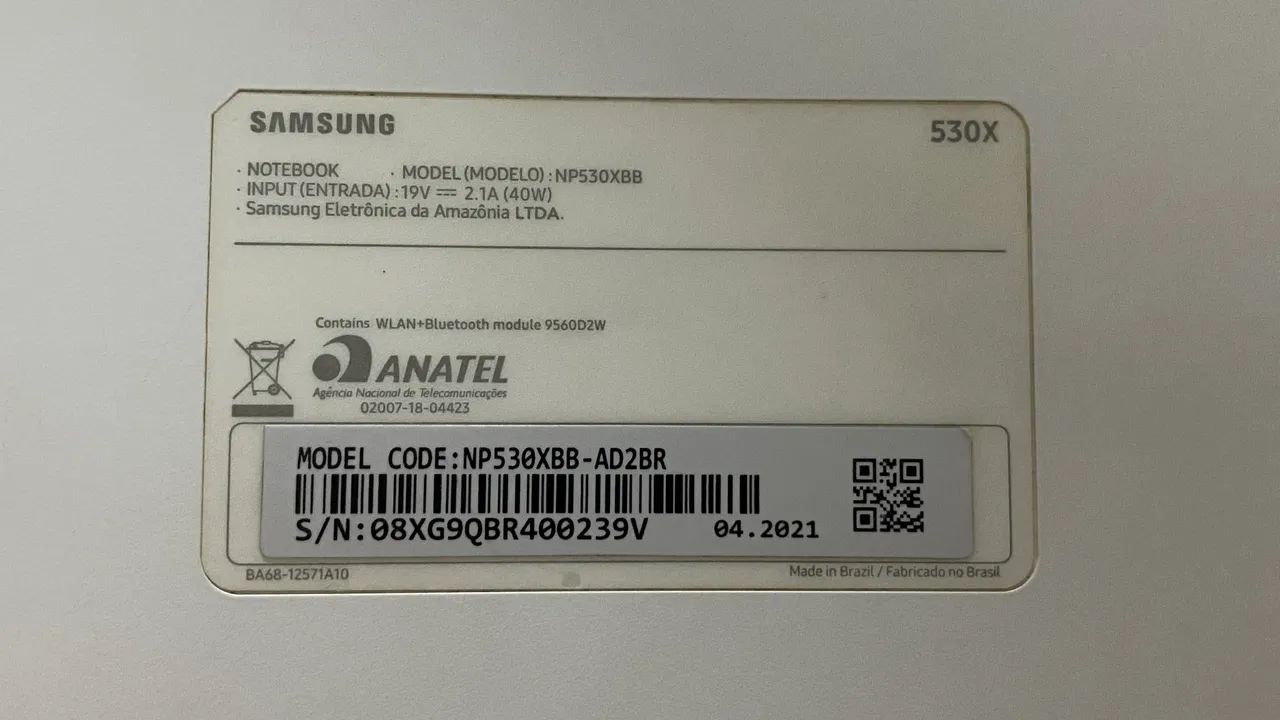 SAMSUNG
530X
· NOTEBOOK · MODEL (MODELO) : NP530XBB
· INPUT (ENTRADA) : 19V ⎓ 2.1A (40W)
· Samsung Eletrônica da Amazônia LTDA.
Contains WLAN+Bluetooth module 9560D2W
ANATEL
Agência Nacional de Telecomunicações
02007-18-04423
MODEL CODE:NP530XBB-AD2BR
S/N:08XG9QBR400239V 04.2021
BA68-12571A10
Made in Brazil / Fabricado no Brasil